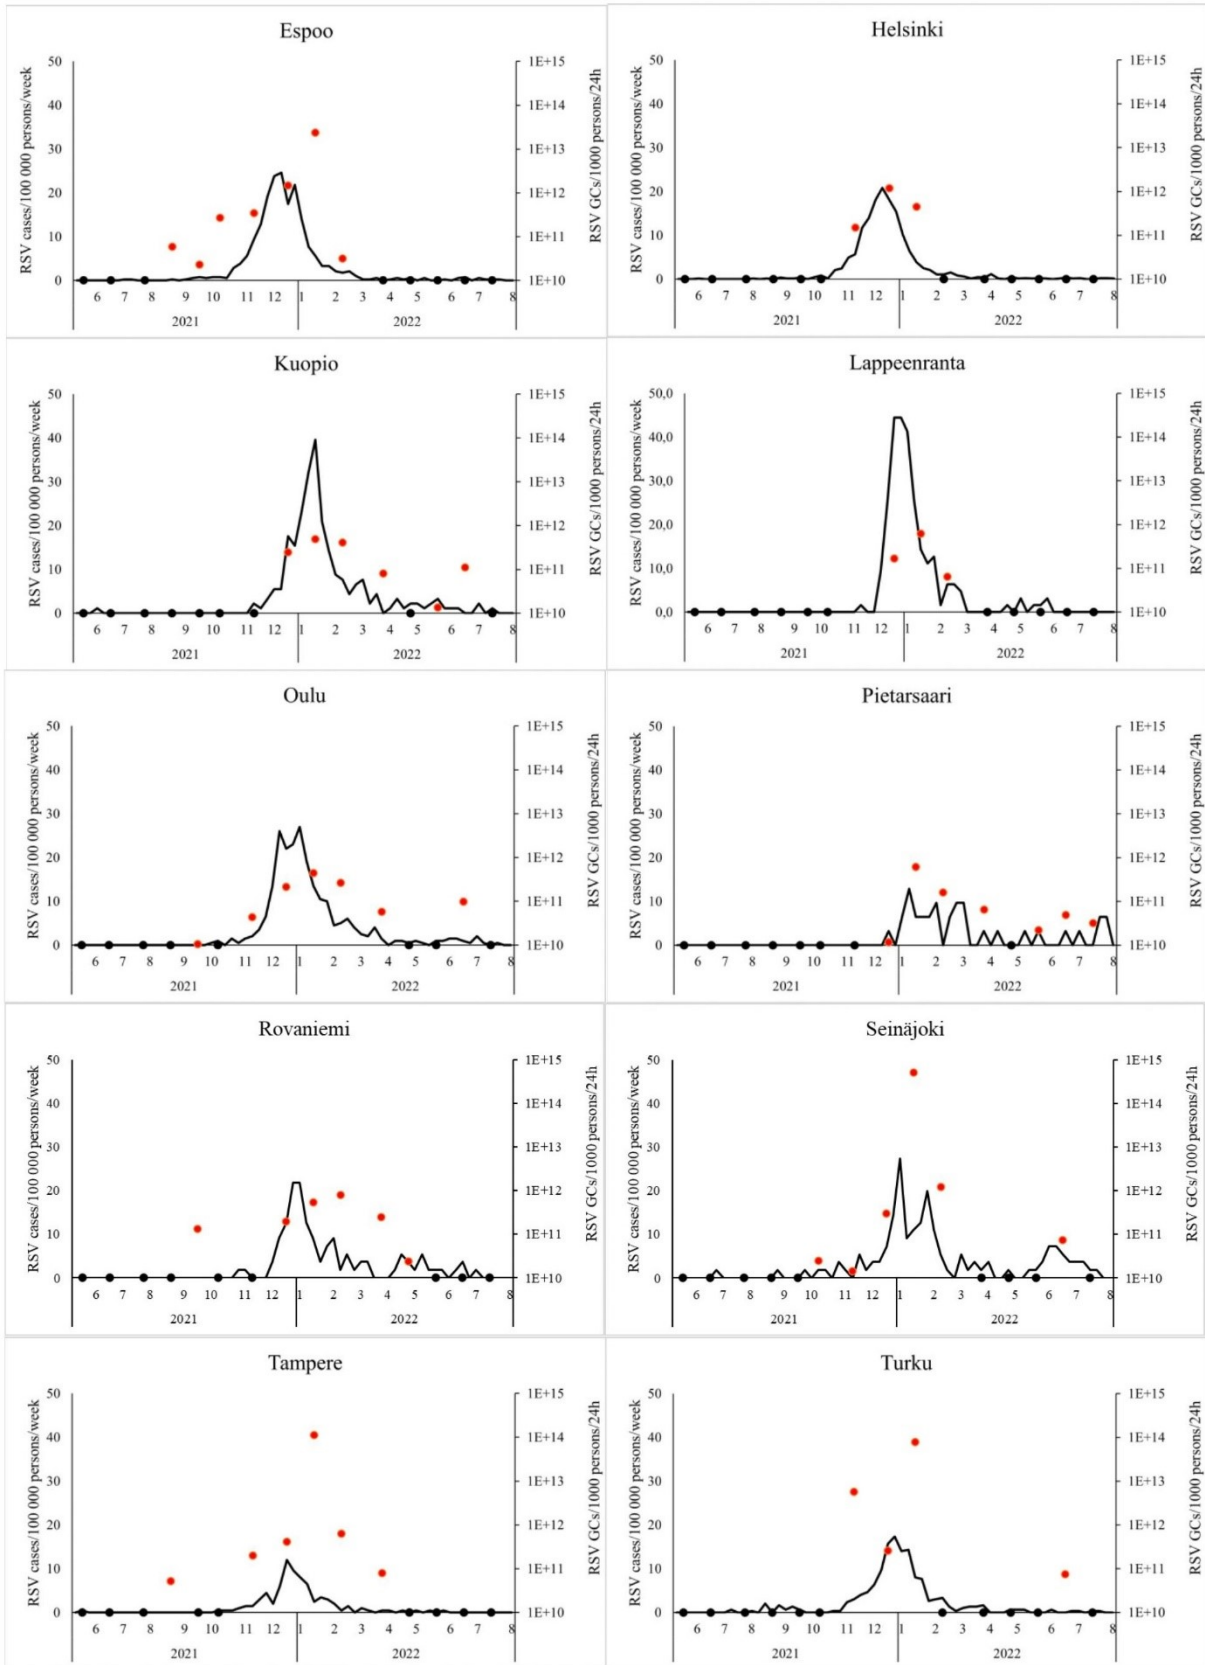 Espoo
RSV cases/100 000 persons/week
50
40
30
20
10
0
1E+15
1E+14
1E+13
1E+12
1E+11
1E+10
RSV GCs/1000 persons/24h
6 7 8 9 10 11 12 1 2 3 4 5 6 7 8
2021 2022
Helsinki
RSV cases/100 000 persons/week
50
40
30
20
10
0
1E+15
1E+14
1E+13
1E+12
1E+11
1E+10
RSV GCs/1000 persons/24h
6 7 8 9 10 11 12 1 2 3 4 5 6 7 8
2021 2022
Kuopio
RSV cases/100 000 persons/week
50
40
30
20
10
0
1E+15
1E+14
1E+13
1E+12
1E+11
1E+10
RSV GCs/1000 persons/24h
6 7 8 9 10 11 12 1 2 3 4 5 6 7 8
2021 2022
Lappeenranta
RSV cases/100 000 persons/week
50,0
40,0
30,0
20,0
10,0
0,0
1E+15
1E+14
1E+13
1E+12
1E+11
1E+10
RSV GCs/1000 persons/24h
6 7 8 9 10 11 12 1 2 3 4 5 6 7 8
2021 2022
Oulu
RSV cases/100 000 persons/week
50
40
30
20
10
0
1E+15
1E+14
1E+13
1E+12
1E+11
1E+10
RSV GCs/1000 persons/24h
6 7 8 9 10 11 12 1 2 3 4 5 6 7 8
2021 2022
Pietarsaari
RSV cases/100 000 persons/week
50
40
30
20
10
0
1E+15
1E+14
1E+13
1E+12
1E+11
1E+10
RSV GCs/1000 persons/24h
6 7 8 9 10 11 12 1 2 3 4 5 6 7 8
2021 2022
Rovaniemi
RSV cases/100 000 persons/week
50
40
30
20
10
0
1E+15
1E+14
1E+13
1E+12
1E+11
1E+10
RSV GCs/1000 persons/24h
6 7 8 9 10 11 12 1 2 3 4 5 6 7 8
2021 2022
Seinäjoki
RSV cases/100 000 persons/week
50
40
30
20
10
0
1E+15
1E+14
1E+13
1E+12
1E+11
1E+10
RSV GCs/1000 persons/24h
6 7 8 9 10 11 12 1 2 3 4 5 6 7 8
2021 2022
Tampere
RSV cases/100 000 persons/week
50
40
30
20
10
0
1E+15
1E+14
1E+13
1E+12
1E+11
1E+10
RSV GCs/1000 persons/24h
6 7 8 9 10 11 12 1 2 3 4 5 6 7 8
2021 2022
Turku
RSV cases/100 000 persons/week
50
40
30
20
10
0
1E+15
1E+14
1E+13
1E+12
1E+11
1E+10
RSV GCs/1000 persons/24h
6 7 8 9 10 11 12 1 2 3 4 5 6 7 8
2021 2022